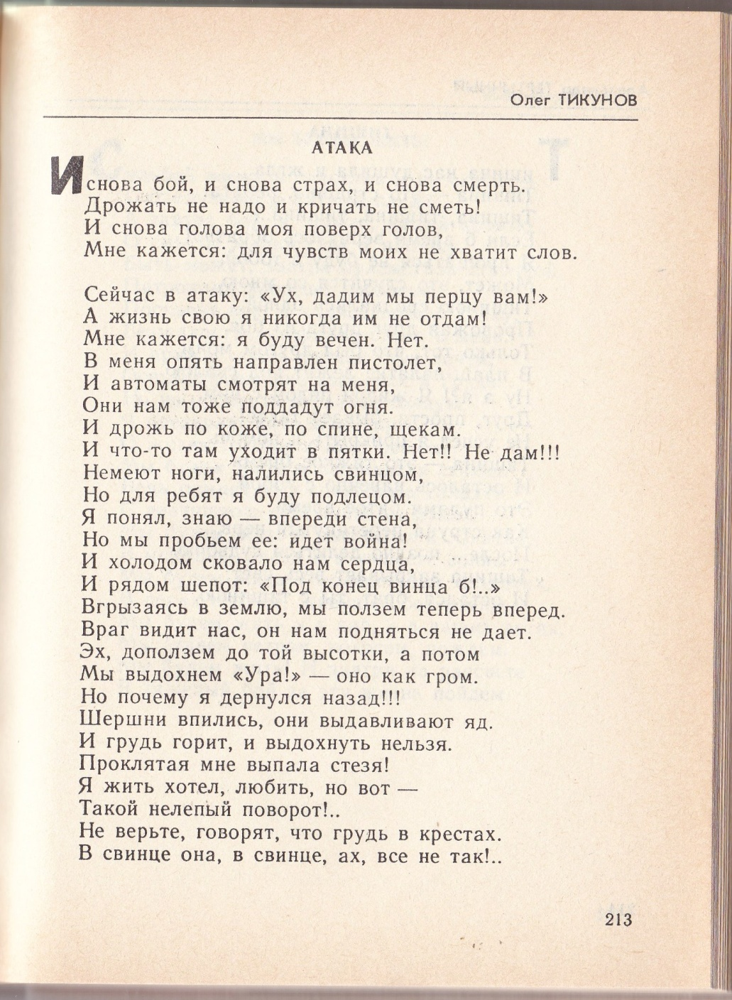 Олег ТИКУНОВ
АТАКА
И снова бой, и снова страх, и снова смерть.
Дрожать не надо и кричать не сметь!
И снова голова моя поверх голов,
Мне кажется: для чувств моих не хватит слов.
Сейчас в атаку: «Ух, дадим мы перцу вам!»
А жизнь свою я никогда им не отдам!
Мне кажется: я буду вечен. Нет.
В меня опять направлен пистолет,
И автоматы смотрят на меня,
Они нам тоже поддадут огня.
И дрожь по коже, по спине, щекам.
И что-то там уходит в пятки. Нет!! Не дам!!!
Немеют ноги, налились свинцом,
Но для ребят я буду подлецом.
Я понял, знаю — впереди стена,
Но мы пробьем ее: идет война!
И холодом сковало нам сердца,
И рядом шепот: «Под конец винца б!..»
Вгрызаясь в землю, мы ползем теперь вперед.
Враг видит нас, он нам подняться не дает.
Эх, доползем до той высотки, а потом
Мы выдохнем «Ура!» — оно как гром.
Но почему я дернулся назад!!!
Шершни впились, они выдавливают яд.
И грудь горит, и выдохнуть нельзя.
Проклятая мне выпала стезя!
Я жить хотел, любить, но вот —
Такой нелепый поворот!..
Не верьте, говорят, что грудь в крестах.
В свинце она, в свинце, ах, все не так!..
213